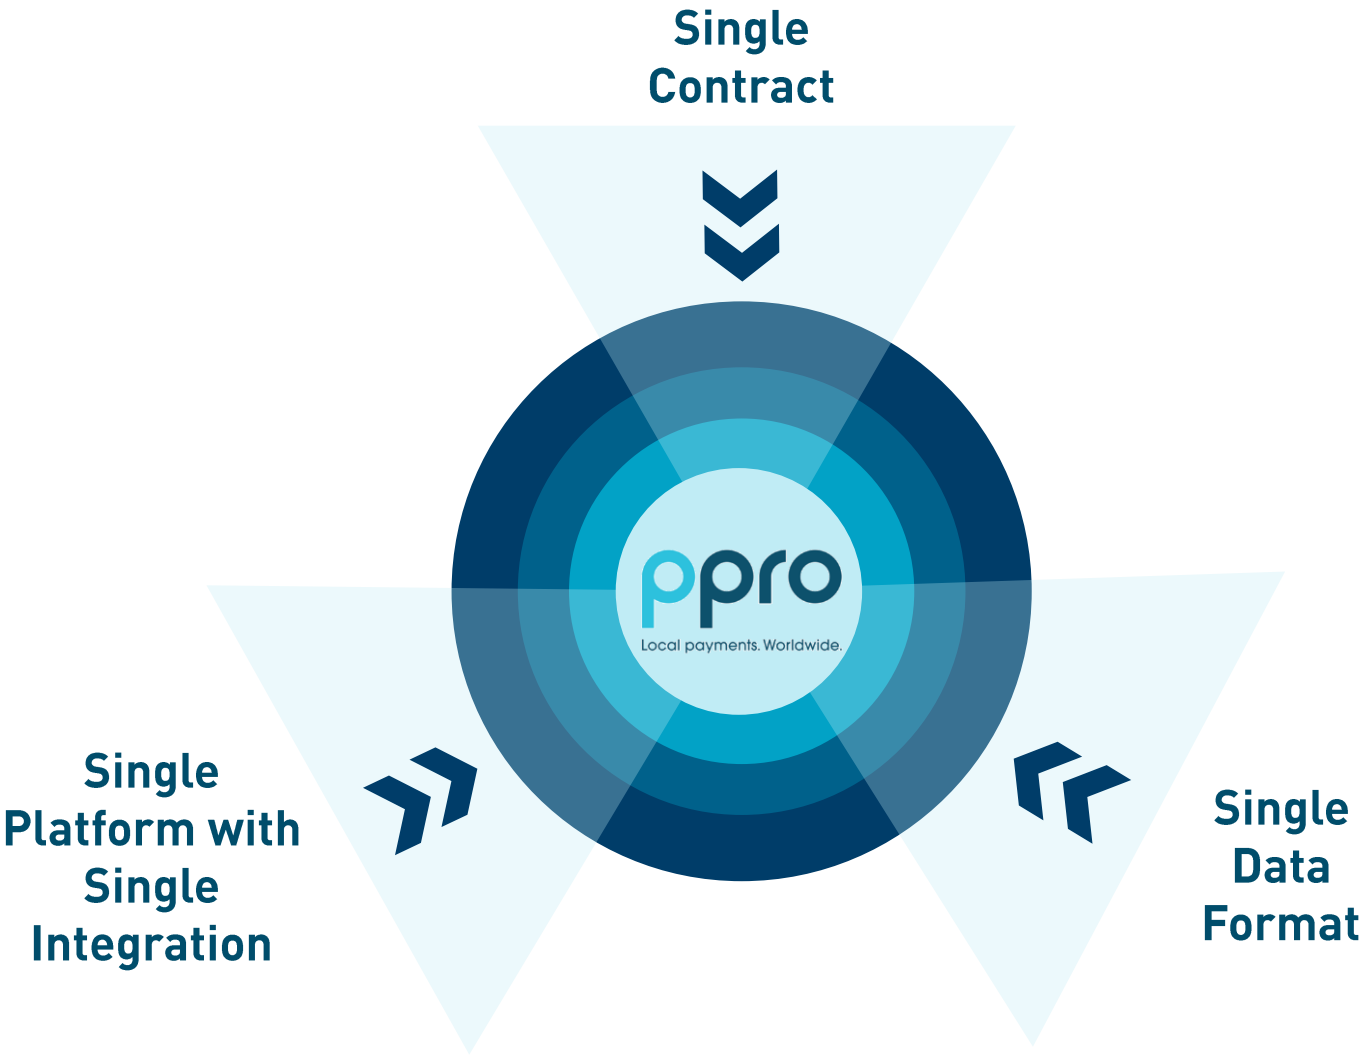 Single
Contract
ppro
Local payments. Worldwide.
Single
Platform with
Single
Integration
Single
Data
Format